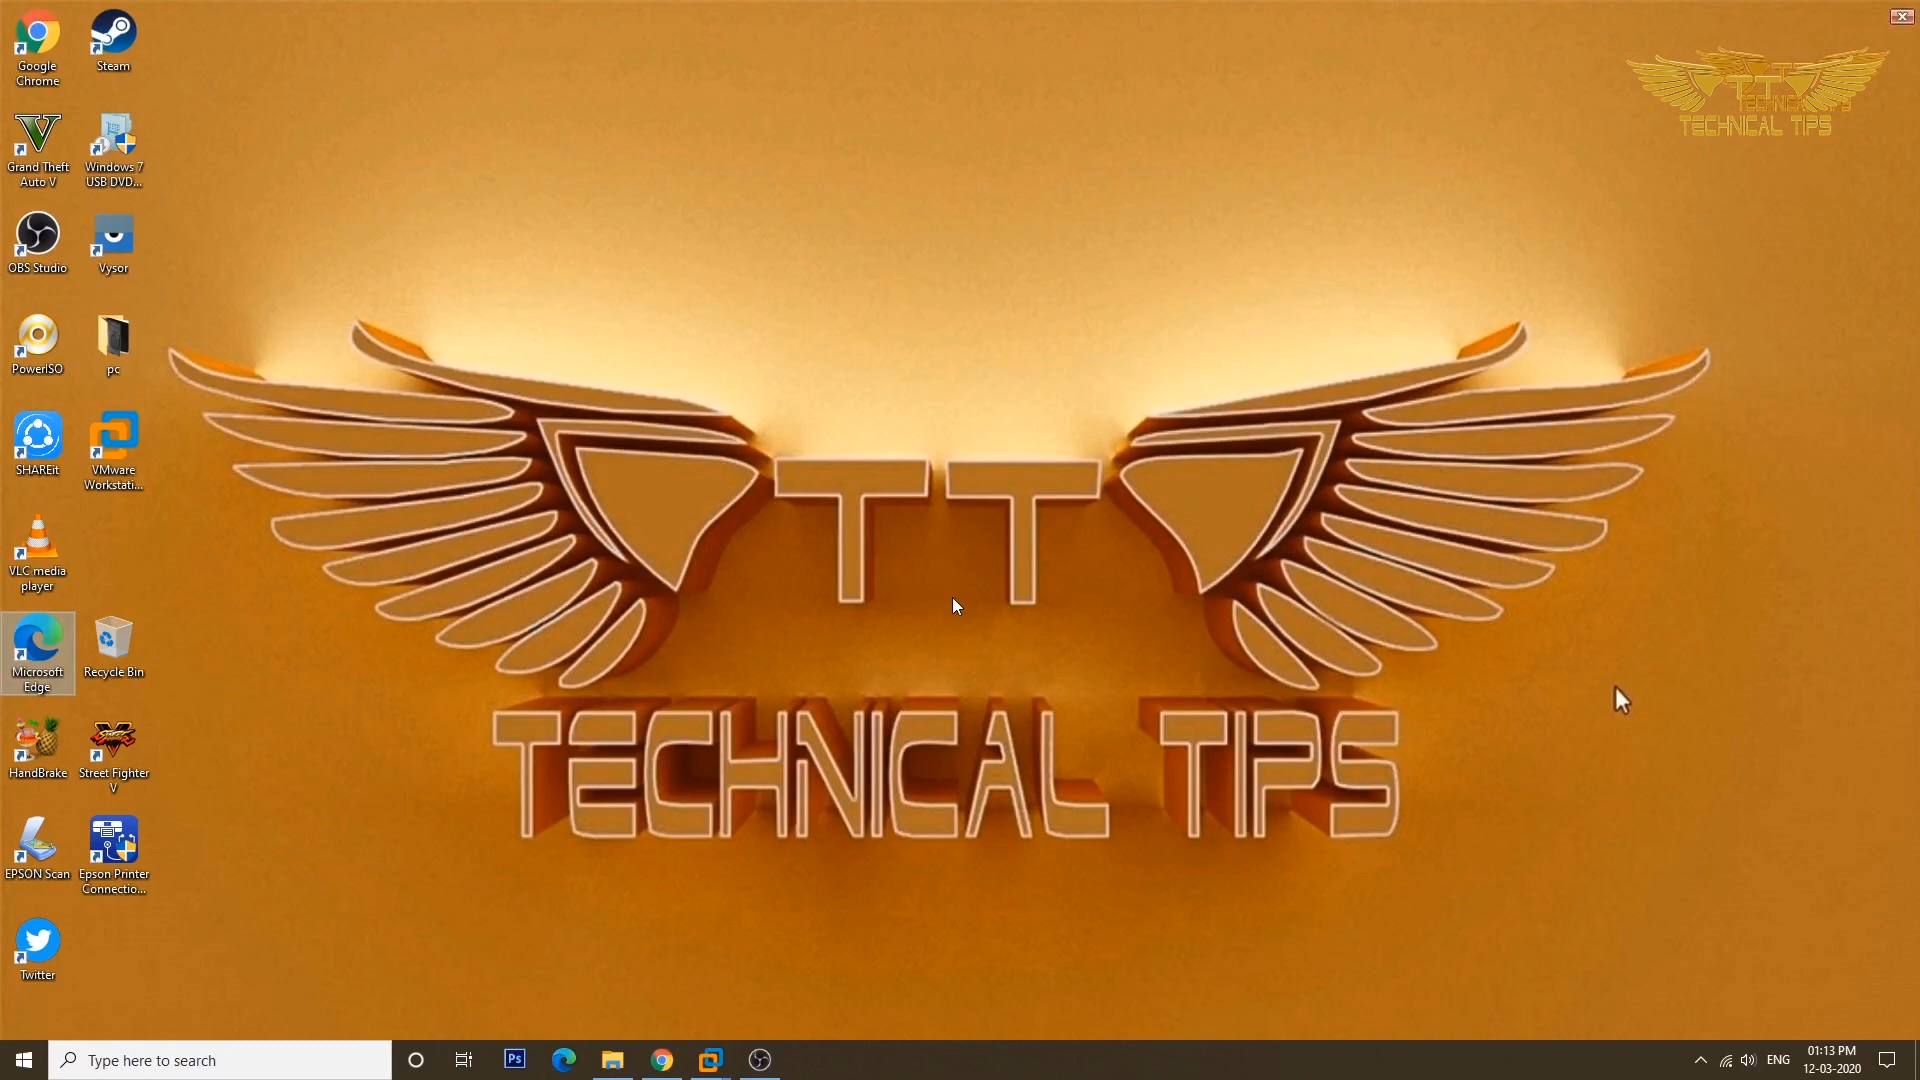 Google
Chrome
Steam
Grand Theft
Auto V
Windows 7
USB DVD...
OBS Studio
Vysor
PowerISO
pc
SHAREit
VMware
Workstati...
VLC media
player
Microsoft
Edge
Recycle Bin
HandBrake
Street Fighter
V
EPSON Scan
Epson Printer
Connectio...
Twitter
TT
TECHNICAL TIPS
TECHNICAL TIPS
Type here to search
Ps
ENG
01:13 PM
12-03-2020